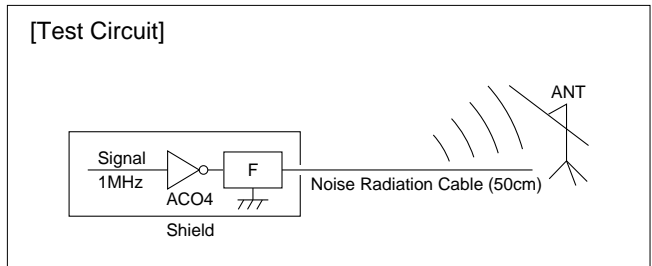 [Test Circuit]
ANT
Signal
1MHz
F
ACO4
Noise Radiation Cable (50cm)
Shield